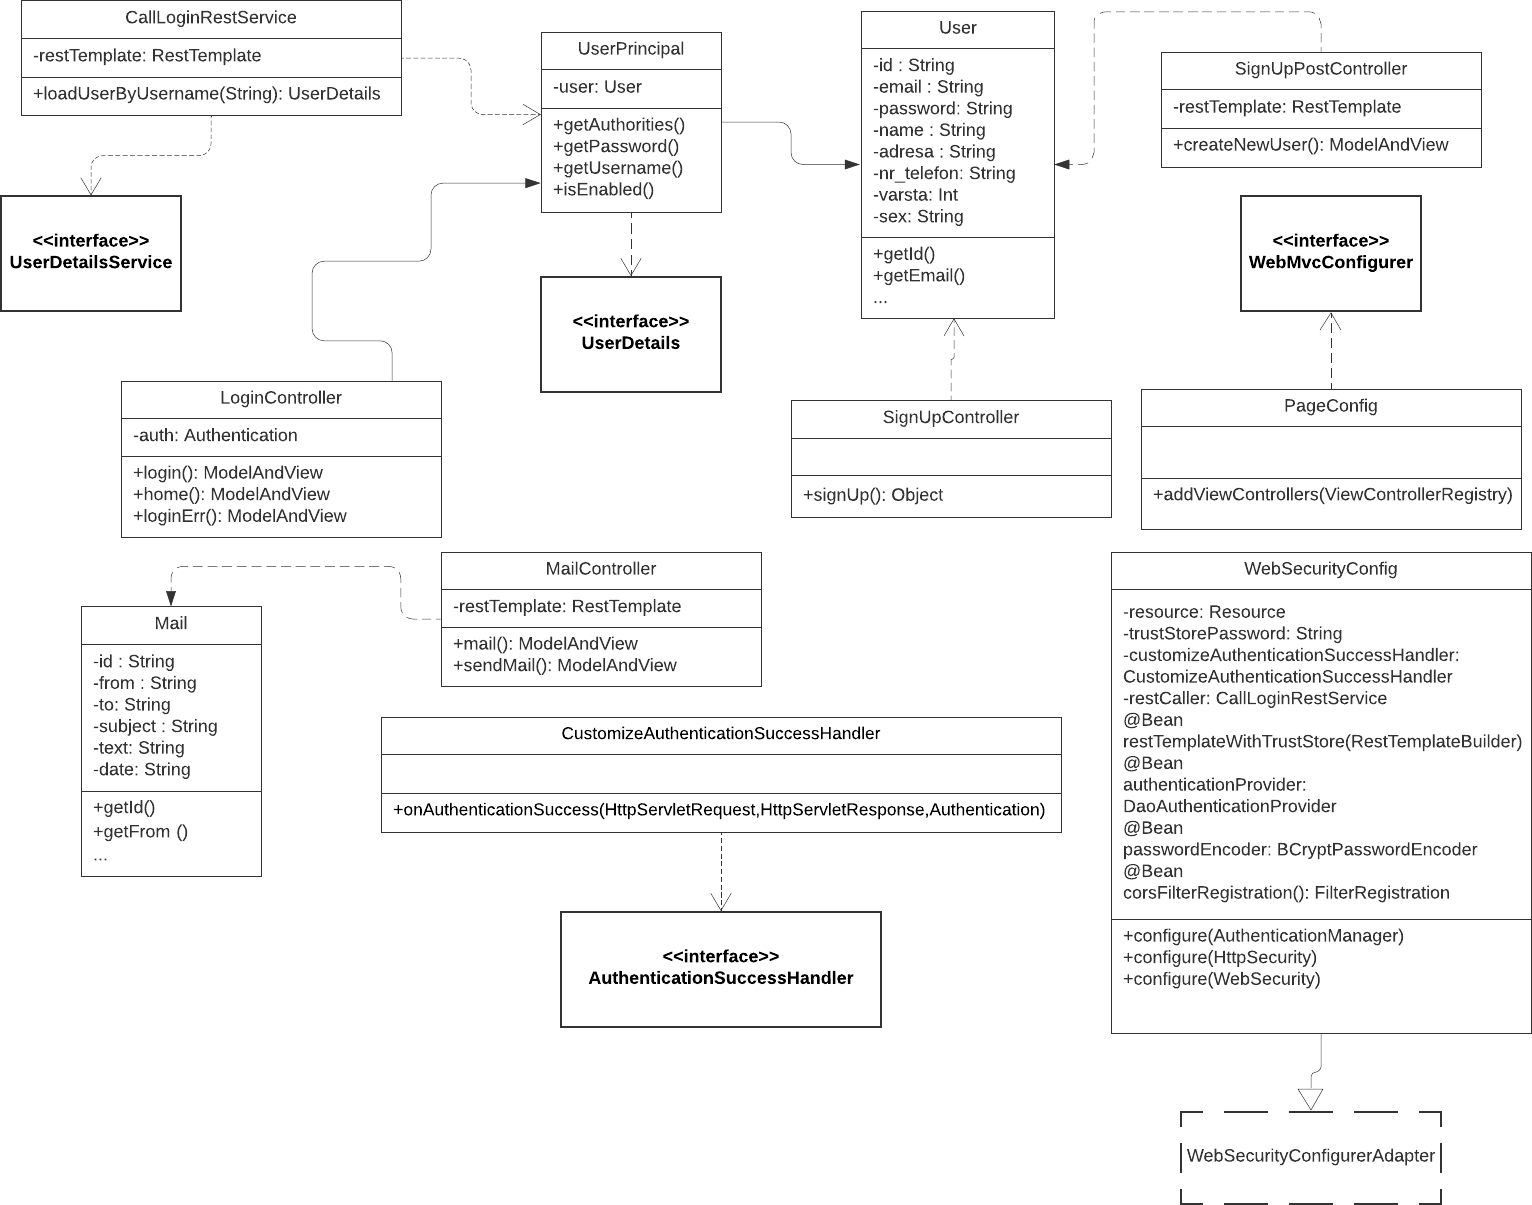 CallLoginRestService
-restTemplate: RestTemplate
+loadUserByUsername(String): UserDetails
<<interface>>
UserDetailsService
UserPrincipal
-user: User
+getAuthorities()
+getPassword()
+getUsername()
+isEnabled()
<<interface>>
UserDetails
User
-id : String
-email : String
-password: String
-name : String
-adresa : String
-nr_telefon: String
-varsta: Int
-sex: String
+getId()
+getEmail()
...
SignUpPostController
-restTemplate: RestTemplate
+createNewUser(): ModelAndView
<<interface>>
WebMvcConfigurer
LoginController
-auth: Authentication
+login(): ModelAndView
+home(): ModelAndView
+loginErr(): ModelAndView
SignUpController
+signUp(): Object
PageConfig
+addViewControllers(ViewControllerRegistry)
Mail
-id : String
-from : String
-to: String
-subject : String
-text: String
-date: String
+getId()
+getFrom ()
...
MailController
-restTemplate: RestTemplate
+mail(): ModelAndView
+sendMail(): ModelAndView
CustomizeAuthenticationSuccessHandler
+onAuthenticationSuccess(HttpServletRequest,HttpServletResponse,Authentication)
<<interface>>
AuthenticationSuccessHandler
WebSecurityConfig
-resource: Resource
-trustStorePassword: String
-customizeAuthenticationSuccessHandler:
CustomizeAuthenticationSuccessHandler
-restCaller: CallLoginRestService
@Bean
restTemplateWithTrustStore(RestTemplateBuilder)
@Bean
authenticationProvider:
DaoAuthenticationProvider
@Bean
passwordEncoder: BCryptPasswordEncoder
@Bean
corsFilterRegistration(): FilterRegistration
+configure(AuthenticationManager)
+configure(HttpSecurity)
+configure(WebSecurity)
WebSecurityConfigurerAdapter